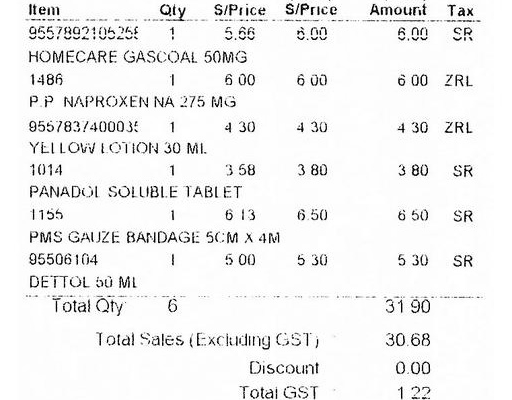 Item Qty S/Price S/Price Amount Tax
1 5.66 6.00 6.00 SR
HOMECARE GASCOAL 50MG
1486 1 6 00 6 00 6 00 ZRL
P.P NAPROXEN NA 275 MG
1 4 30 4 30 4 30 ZRL
YELLOW LOTION 30 ML
1014 1 3 58 3 80 3 80 SR
PANADOL SOLUBLE TABLET
1155 1 6 13 6.50 6 50 SR
PMS GAUZE BANDAGE 5CM X 4M
95506104 1 5 00 5 30 5 30 SR
DETTOL 50 ML
Total Qty 6 31 90
Total Sales (Excluding GST) 30.68
Discount 0.00
Total GST 1 22